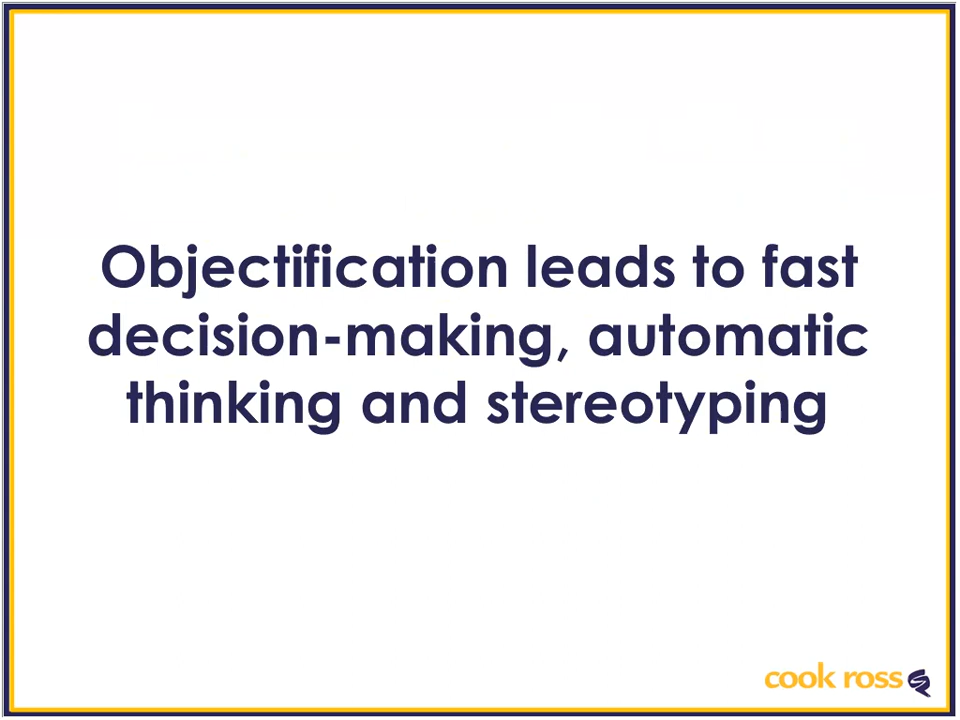 Objectification leads to fast
decision-making, automatic
thinking and stereotyping
cook ross